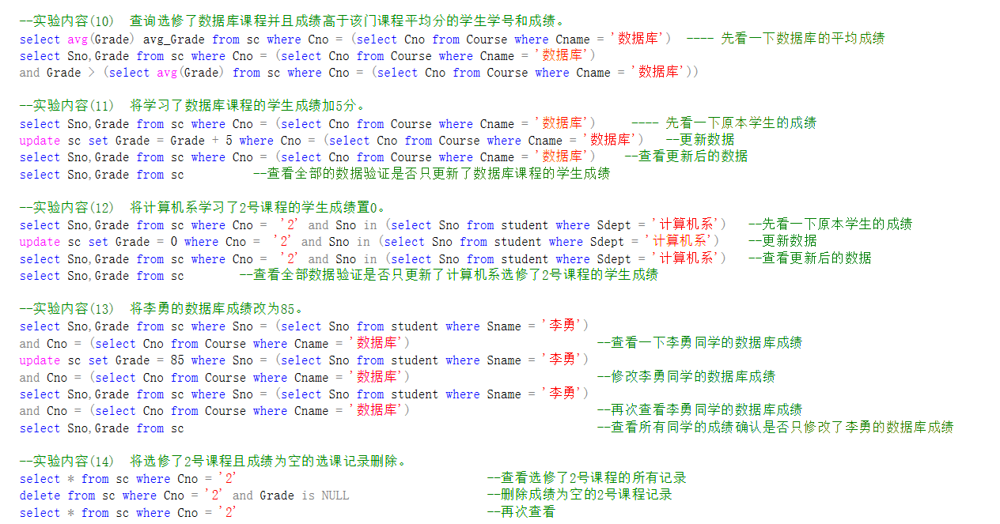 --实验内容(10)  查询选修了数据库课程并且成绩高于该门课程平均分的学生学号和成绩。
select avg(Grade) avg_Grade from sc where Cno = (select Cno from Course where Cname = '数据库')  ---- 先看一下数据库的平均成绩
select Sno,Grade from sc where Cno = (select Cno from Course where Cname = '数据库')
and Grade > (select avg(Grade) from sc where Cno = (select Cno from Course where Cname = '数据库'))
--实验内容(11)  将学习了数据库课程的学生成绩加5分。
select Sno,Grade from sc where Cno = (select Cno from Course where Cname = '数据库')     ---- 先看一下原本学生的成绩
update sc set Grade = Grade + 5 where Cno = (select Cno from Course where Cname = '数据库')   --更新数据
select Sno,Grade from sc where Cno = (select Cno from Course where Cname = '数据库')    --查看更新后的数据
select Sno,Grade from sc          --查看全部的数据验证是否只更新了数据库课程的学生成绩
--实验内容(12)  将计算机系学习了2号课程的学生成绩置0。
select Sno,Grade from sc where Cno =  '2' and Sno in (select Sno from student where Sdept = '计算机系')   --先看一下原本学生的成绩
update sc set Grade = 0 where Cno =  '2' and Sno in (select Sno from student where Sdept = '计算机系')    --更新数据
select Sno,Grade from sc where Cno =  '2' and Sno in (select Sno from student where Sdept = '计算机系')   --查看更新后的数据
select Sno,Grade from sc        --查看全部数据验证是否只更新了计算机系选修了2号课程的学生成绩
--实验内容(13)  将李勇的数据库成绩改为85。
select Sno,Grade from sc where Sno = (select Sno from student where Sname = '李勇')
and Cno = (select Cno from Course where Cname = '数据库')                           --查看一下李勇同学的数据库成绩
update sc set Grade = 85 where Sno = (select Sno from student where Sname = '李勇')
and Cno = (select Cno from Course where Cname = '数据库')                           --修改李勇同学的数据库成绩
select Sno,Grade from sc where Sno = (select Sno from student where Sname = '李勇')
and Cno = (select Cno from Course where Cname = '数据库')                           --再次查看李勇同学的数据库成绩
select Sno,Grade from sc                                                            --查看所有同学的成绩确认是否只修改了李勇的数据库成绩
--实验内容(14)  将选修了2号课程且成绩为空的选课记录删除。
select * from sc where Cno = '2'                                    --查看选修了2号课程的所有记录
delete from sc where Cno = '2' and Grade is NULL                    --删除成绩为空的2号课程记录
select * from sc where Cno = '2'                                    --再次查看